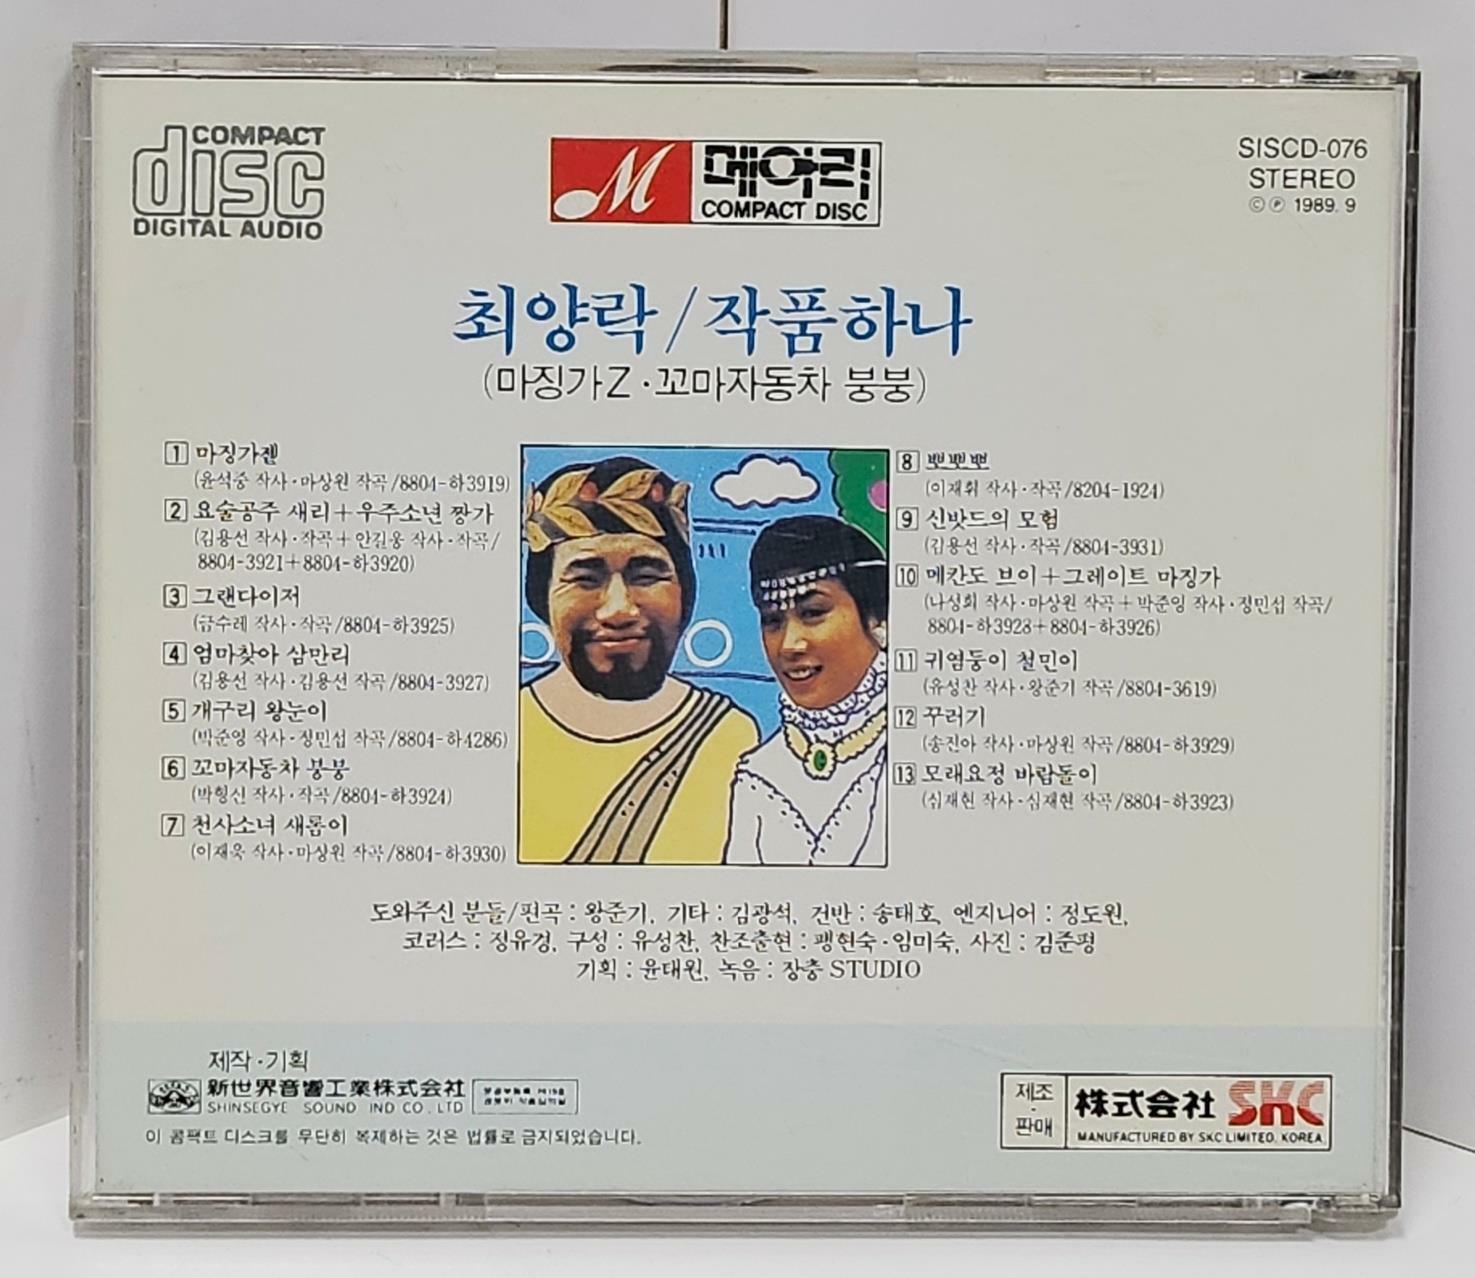 COMPACT
disc
DIGITAL AUDIO
M 메아리
COMPACT DISC
SISCD-076
STEREO
©℗ 1989. 9
최양락/작품하나
(마징가Z·꼬마자동차 붕붕)
1 마징가젵
(윤석중 작사·마상원 작곡/8804-하3919)
2 요술공주 새리+우주소년 짱가
(김용선 작사·작곡+안길웅 작사·작곡/
8804-3921+8804-하3920)
3 그랜다이저
(금수레 작사·작곡/8804-하3925)
4 엄마찾아 삼만리
(김용선 작사·김용선 작곡/8804-3927)
5 개구리 왕눈이
(박준영 작사·정민섭 작곡/8804-하4286)
6 꼬마자동차 붕붕
(박형신 작사·작곡/8804-하3924)
7 천사소녀 새롬이
(이재욱 작사·마상원 작곡/8804-하3930)
8 뽀뽀뽀
(이재휘 작사·작곡/8204-1924)
9 신밧드의 모험
(김용선 작사·작곡/8804-3931)
10 메칸도 브이+그레이트 마징가
(나성희 작사·마상원 작곡+박준영 작사·정민섭 작곡/
8804-하3928+8804-하3926)
11 귀염둥이 철민이
(유성찬 작사·왕준기 작곡/8804-3619)
12 꾸러기
(송진아 작사·마상원 작곡/8804-하3929)
13 모래요정 바람돌이
(심재현 작사·심재현 작곡/8804-하3923)
도와주신 분들/편곡:왕준기, 기타:김광석, 건반:송태호, 엔지니어:정도원,
코러스:정유경, 구성:유성찬, 찬조출현:팽현숙·임미숙, 사진:김준평
기획:윤태원, 녹음:장충 STUDIO
제작·기획
新世界音響工業株式会社
SHINSEGYE SOUND IND CO., LTD
이 콤팩트 디스크를 무단히 복제하는 것은 법률로 금지되었습니다.
제조·판매
株式会社 SKC
MANUFACTURED BY SKC LIMITED, KOREA